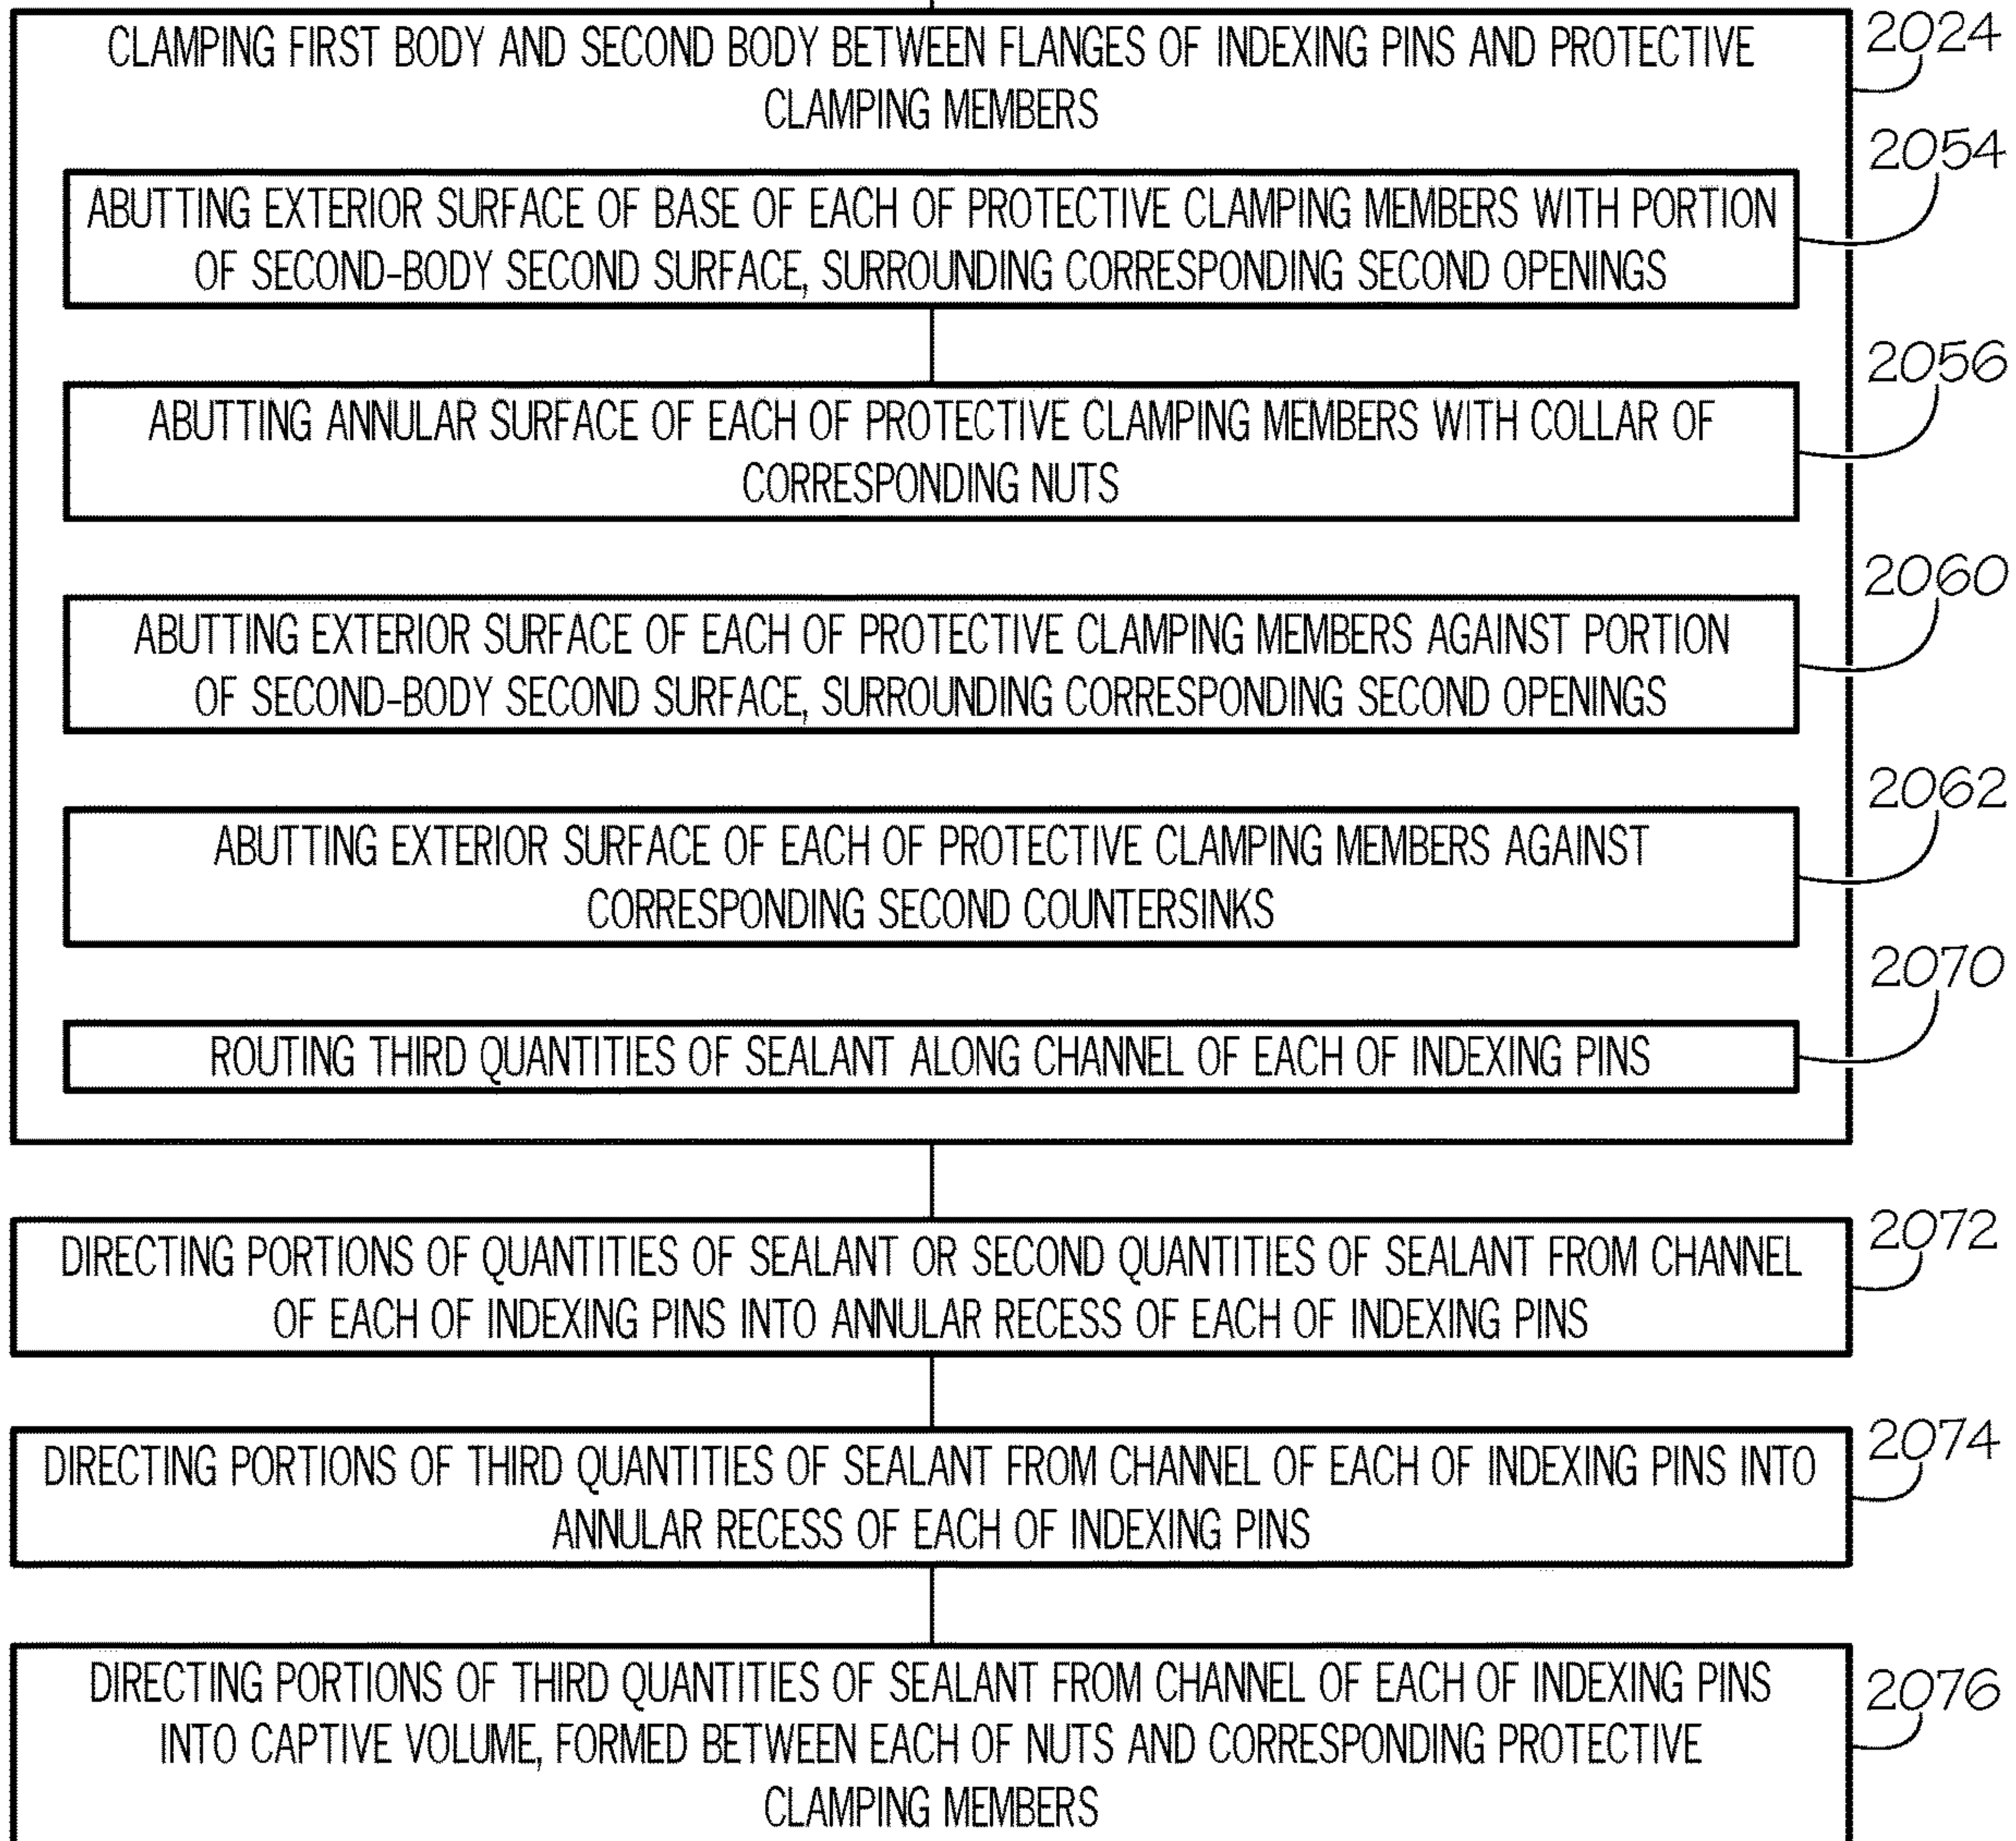 CLAMPING FIRST BODY AND SECOND BODY BETWEEN FLANGES OF INDEXING PINS AND PROTECTIVE
CLAMPING MEMBERS
2024
2054
ABUTTING EXTERIOR SURFACE OF BASE OF EACH OF PROTECTIVE CLAMPING MEMBERS WITH PORTION
OF SECOND-BODY SECOND SURFACE, SURROUNDING CORRESPONDING SECOND OPENINGS
2056
ABUTTING ANNULAR SURFACE OF EACH OF PROTECTIVE CLAMPING MEMBERS WITH COLLAR OF
CORRESPONDING NUTS
2060
ABUTTING EXTERIOR SURFACE OF EACH OF PROTECTIVE CLAMPING MEMBERS AGAINST PORTION
OF SECOND-BODY SECOND SURFACE, SURROUNDING CORRESPONDING SECOND OPENINGS
2062
ABUTTING EXTERIOR SURFACE OF EACH OF PROTECTIVE CLAMPING MEMBERS AGAINST
CORRESPONDING SECOND COUNTERSINKS
2070
ROUTING THIRD QUANTITIES OF SEALANT ALONG CHANNEL OF EACH OF INDEXING PINS
2072
DIRECTING PORTIONS OF QUANTITIES OF SEALANT OR SECOND QUANTITIES OF SEALANT FROM CHANNEL
OF EACH OF INDEXING PINS INTO ANNULAR RECESS OF EACH OF INDEXING PINS
2074
DIRECTING PORTIONS OF THIRD QUANTITIES OF SEALANT FROM CHANNEL OF EACH OF INDEXING PINS INTO
ANNULAR RECESS OF EACH OF INDEXING PINS
2076
DIRECTING PORTIONS OF THIRD QUANTITIES OF SEALANT FROM CHANNEL OF EACH OF INDEXING PINS
INTO CAPTIVE VOLUME, FORMED BETWEEN EACH OF NUTS AND CORRESPONDING PROTECTIVE
CLAMPING MEMBERS